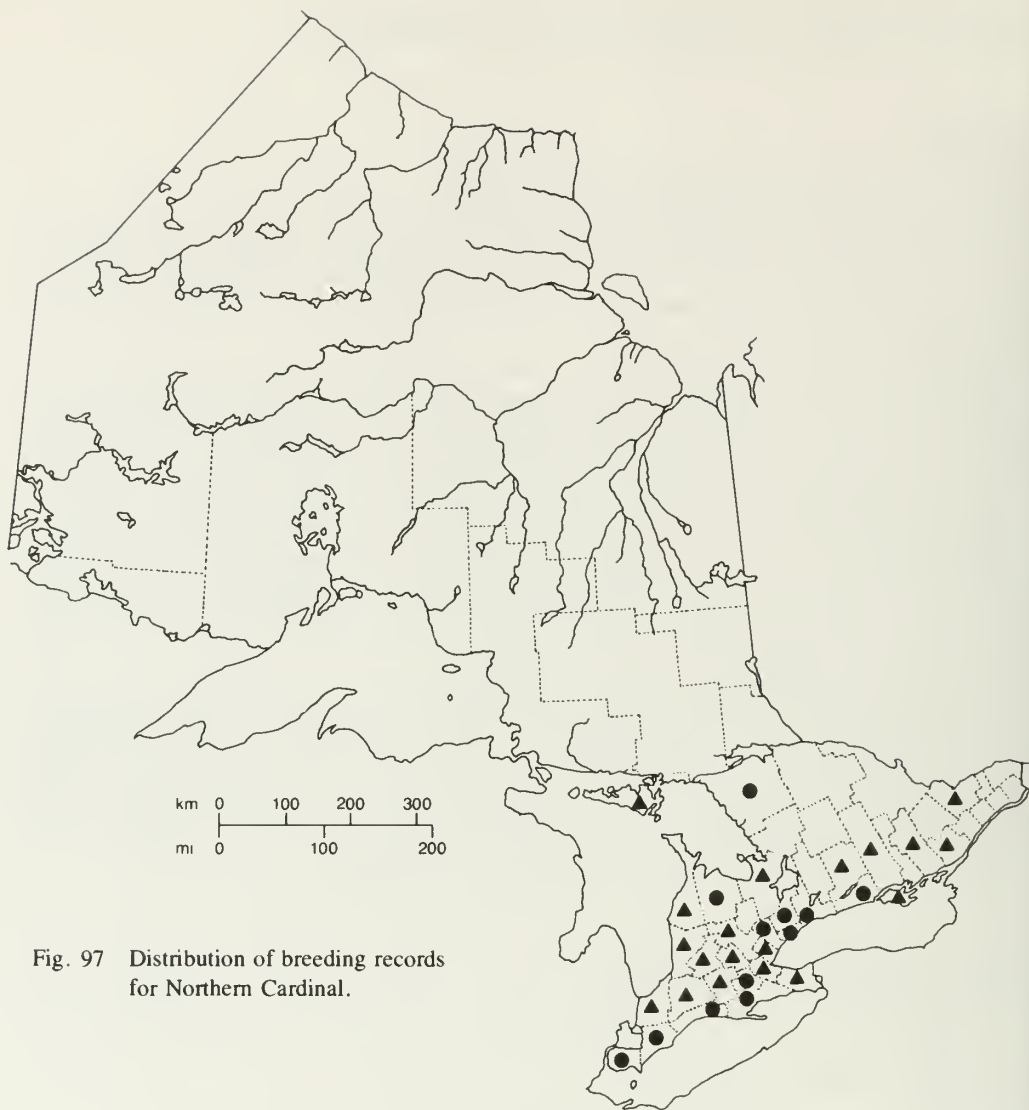 km 0 100 200 300
mi 0 100 200
Fig. 97 Distribution of breeding records
for Northern Cardinal.